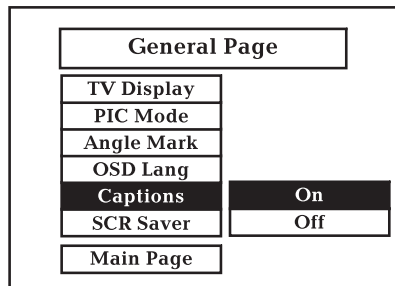 General Page
TV Display
PIC Mode
Angle Mark
OSD Lang
Captions
On
SCR Saver
Off
Main Page